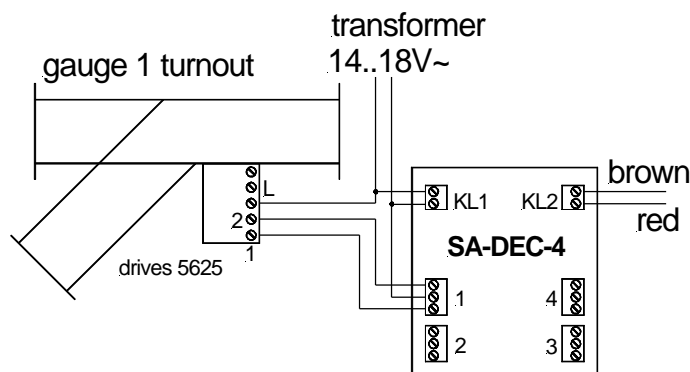 transformer
14..18V~
gauge 1 turnout
brown
red
L
2
1
drives 5625
KL1
KL2
SA-DEC-4
1
4
2
3